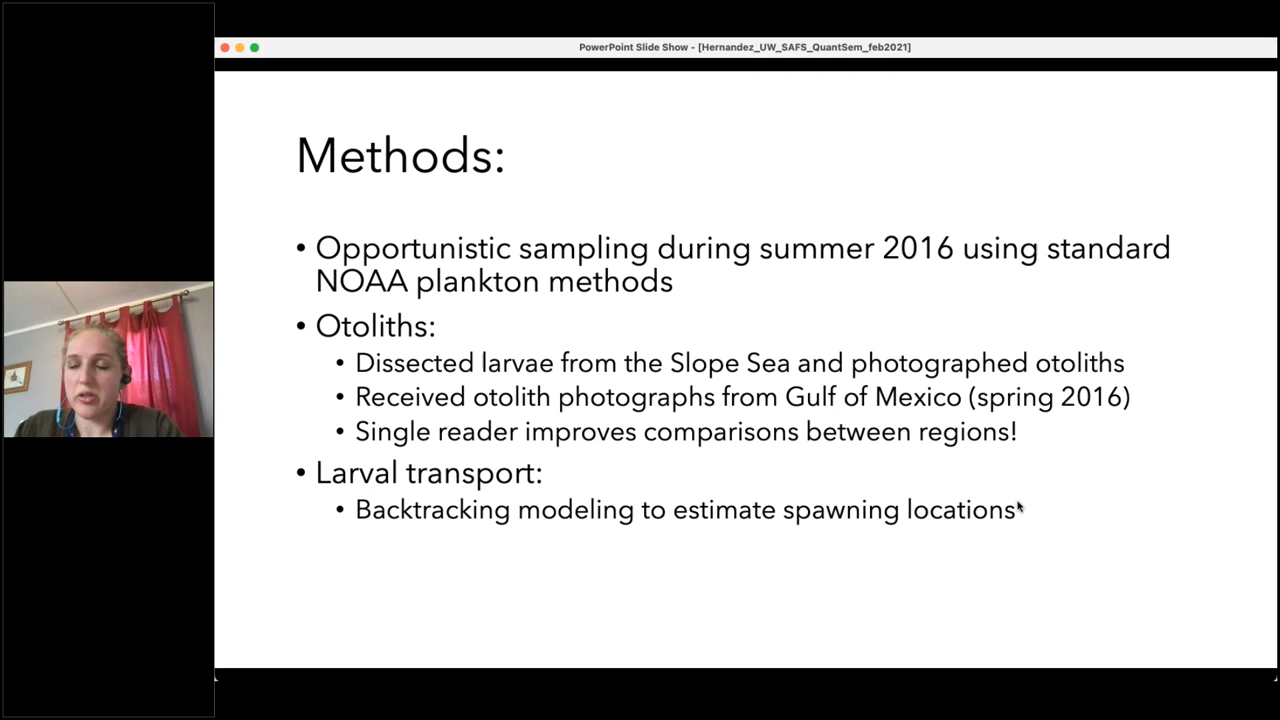 PowerPoint Slide Show - [Hernandez_UW_SAFS_QuantSem_feb2021]
Methods:
• Opportunistic sampling during summer 2016 using standard
NOAA plankton methods
• Otoliths:
• Dissected larvae from the Slope Sea and photographed otoliths
• Received otolith photographs from Gulf of Mexico (spring 2016)
• Single reader improves comparisons between regions!
• Larval transport:
• Backtracking modeling to estimate spawning locations